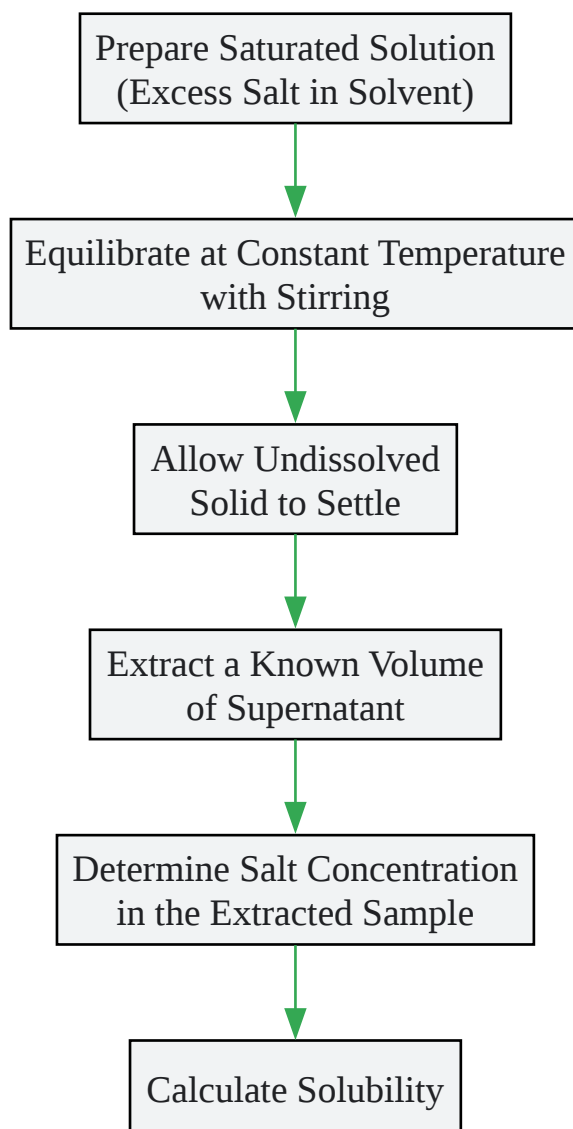 Prepare Saturated Solution
(Excess Salt in Solvent)
Equilibrate at Constant Temperature
with Stirring
Allow Undissolved
Solid to Settle
Extract a Known Volume
of Supernatant
Determine Salt Concentration
in the Extracted Sample
Calculate Solubility